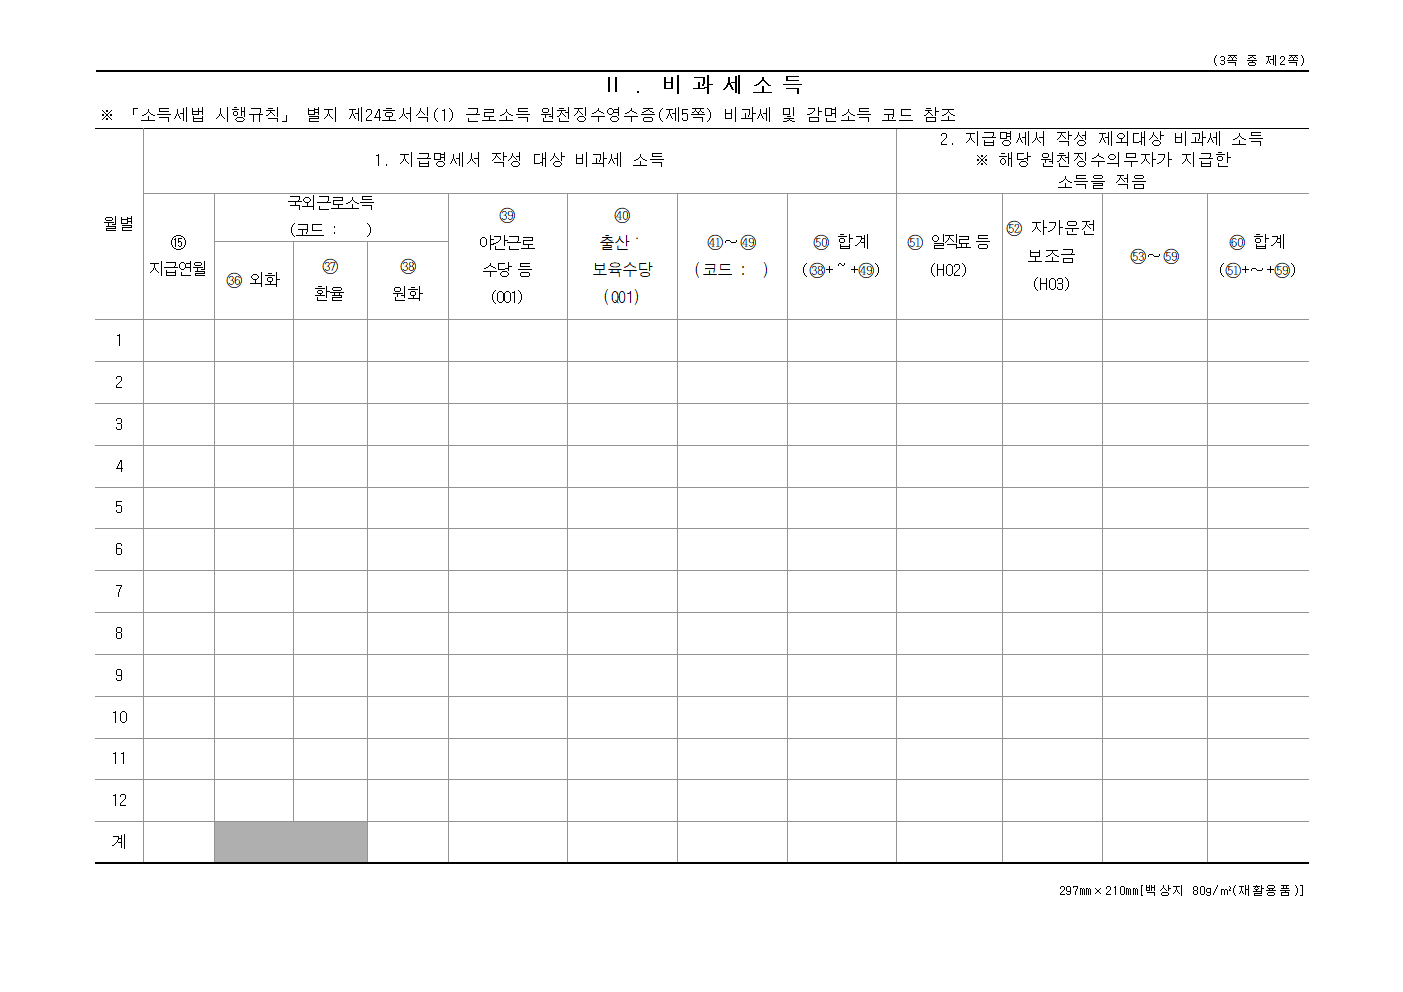 (3쪽 중 제2쪽)
Ⅱ. 비과세소득
※ 「소득세법 시행규칙」 별지 제24호서식(1) 근로소득 원천징수영수증(제5쪽) 비과세 및 감면소득 코드 참조
월별
1. 지급명세서 작성 대상 비과세 소득
2. 지급명세서 작성 제외대상 비과세 소득
※ 해당 원천징수의무자가 지급한
소득을 적음
⑮
지급연월
국외근로소득
(코드 : )
㊱ 외화
㊲
환율
㊳
원화
㊴
야간근로
수당 등
(O01)
㊵
출산·
보육수당
(Q01)
㊶~㊾
(코드 : )
㊿ 합계
(㊳+~+㊾)
51 일직료 등
(H02)
52 자가운전
보조금
(H03)
53~59
60 합계
(51+~+59)
1
2
3
4
5
6
7
8
9
10
11
12
계
297㎜×210㎜[백상지 80g/㎡(재활용품)]